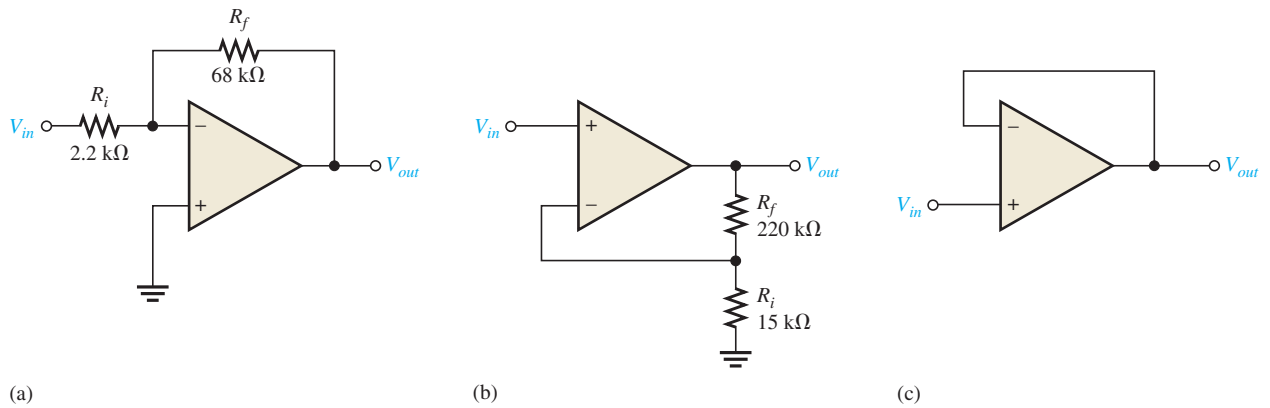 R_f
68 kΩ
R_i
V_in
2.2 kΩ
−
+
V_out
(a)
V_in
+
−
V_out
R_f
220 kΩ
R_i
15 kΩ
(b)
−
V_in
+
V_out
(c)